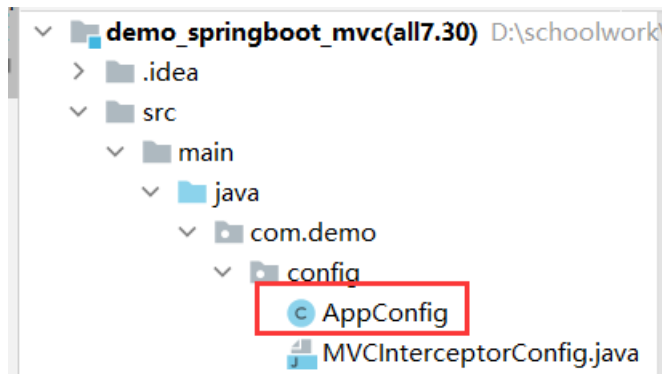 demo_springboot_mvc(all7.30) D:\schoolwork\
.idea
src
main
java
com.demo
config
C AppConfig
J MVCInterceptorConfig.java